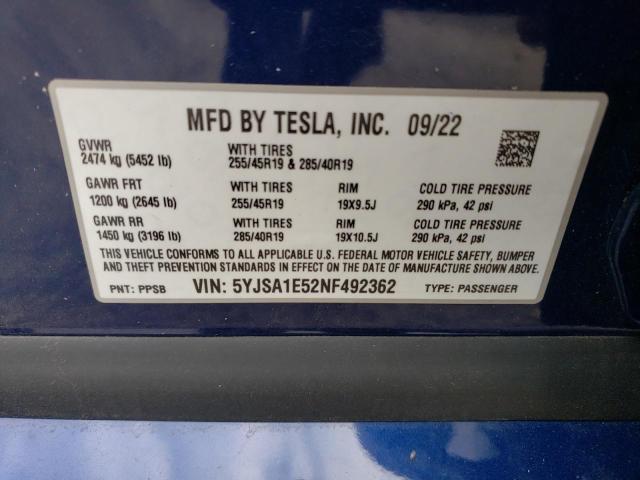 MFD BY TESLA, INC. 09/22
GVWR
2474 kg (5452 lb)
WITH TIRES
255/45R19 & 285/40R19
GAWR FRT
1200 kg (2645 lb)
WITH TIRES
255/45R19
RIM
19X9.5J
COLD TIRE PRESSURE
290 kPa, 42 psi
GAWR RR
1450 kg (3196 lb)
WITH TIRES
285/40R19
RIM
19X10.5J
COLD TIRE PRESSURE
290 kPa, 42 psi
THIS VEHICLE CONFORMS TO ALL APPLICABLE U.S. FEDERAL MOTOR VEHICLE SAFETY, BUMPER
AND THEFT PREVENTION STANDARDS IN EFFECT ON THE DATE OF MANUFACTURE SHOWN ABOVE.
PNT: PPSB
VIN: 5YJSA1E52NF492362
TYPE: PASSENGER